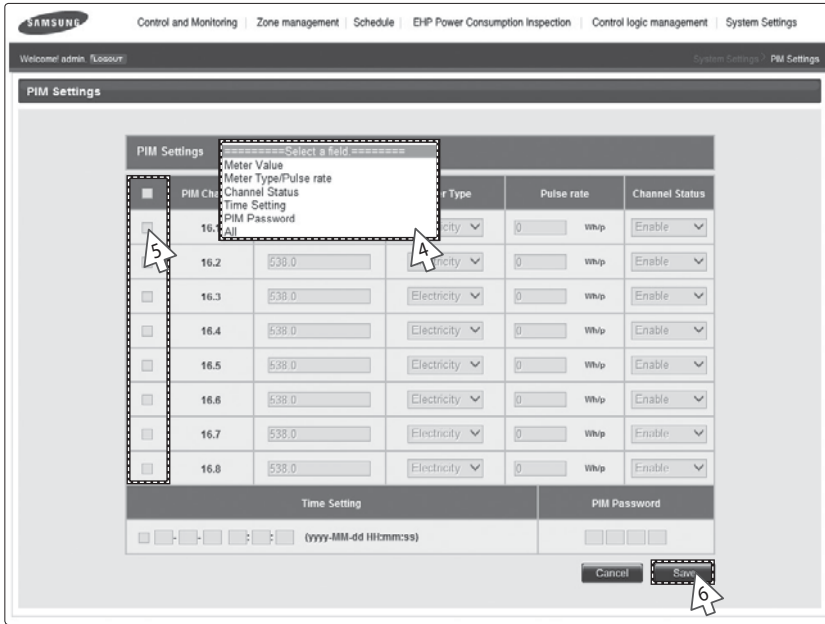 SAMSUNG Control and Monitoring Zone management Schedule EHP Power Consumption Inspection Control logic management System Settings
Welcome! admin. LOGOUT System Settings > PIM Settings
PIM Settings
PIM Settings =========Select a field========
Meter Value
Meter Type/Pulse rate
Channel Status
Time Setting
PIM Password
All
4
PIM Cha r Type Pulse rate Channel Status
16.1 city 0 Wh/p Enable
5
16.2 538.0 ricity 0 Wh/p Enable
16.3 538.0 Electricity 0 Wh/p Enable
16.4 538.0 Electricity 0 Wh/p Enable
16.5 538.0 Electricity 0 Wh/p Enable
16.6 538.0 Electricity 0 Wh/p Enable
16.7 538.0 Electricity 0 Wh/p Enable
16.8 538.0 Electricity 0 Wh/p Enable
Time Setting PIM Password
- - : : (yyyy-MM-dd HH:mm:ss)
Cancel Save
6